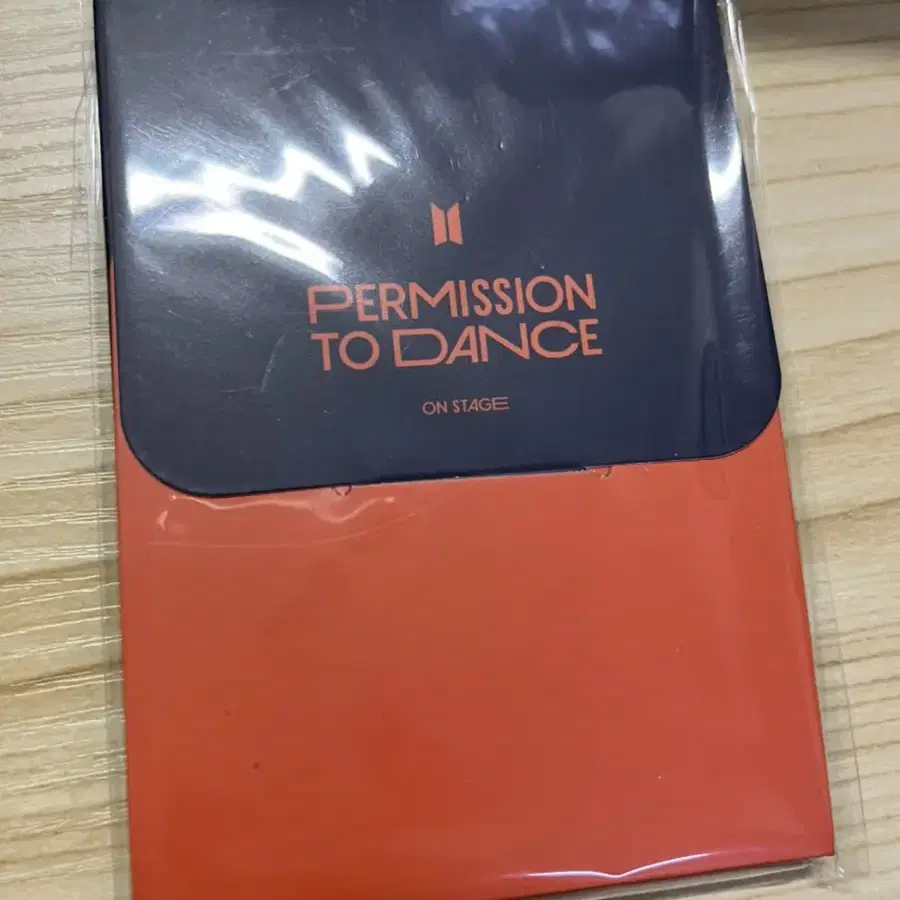 PERMISSION
TO DANCE
ON STAGE